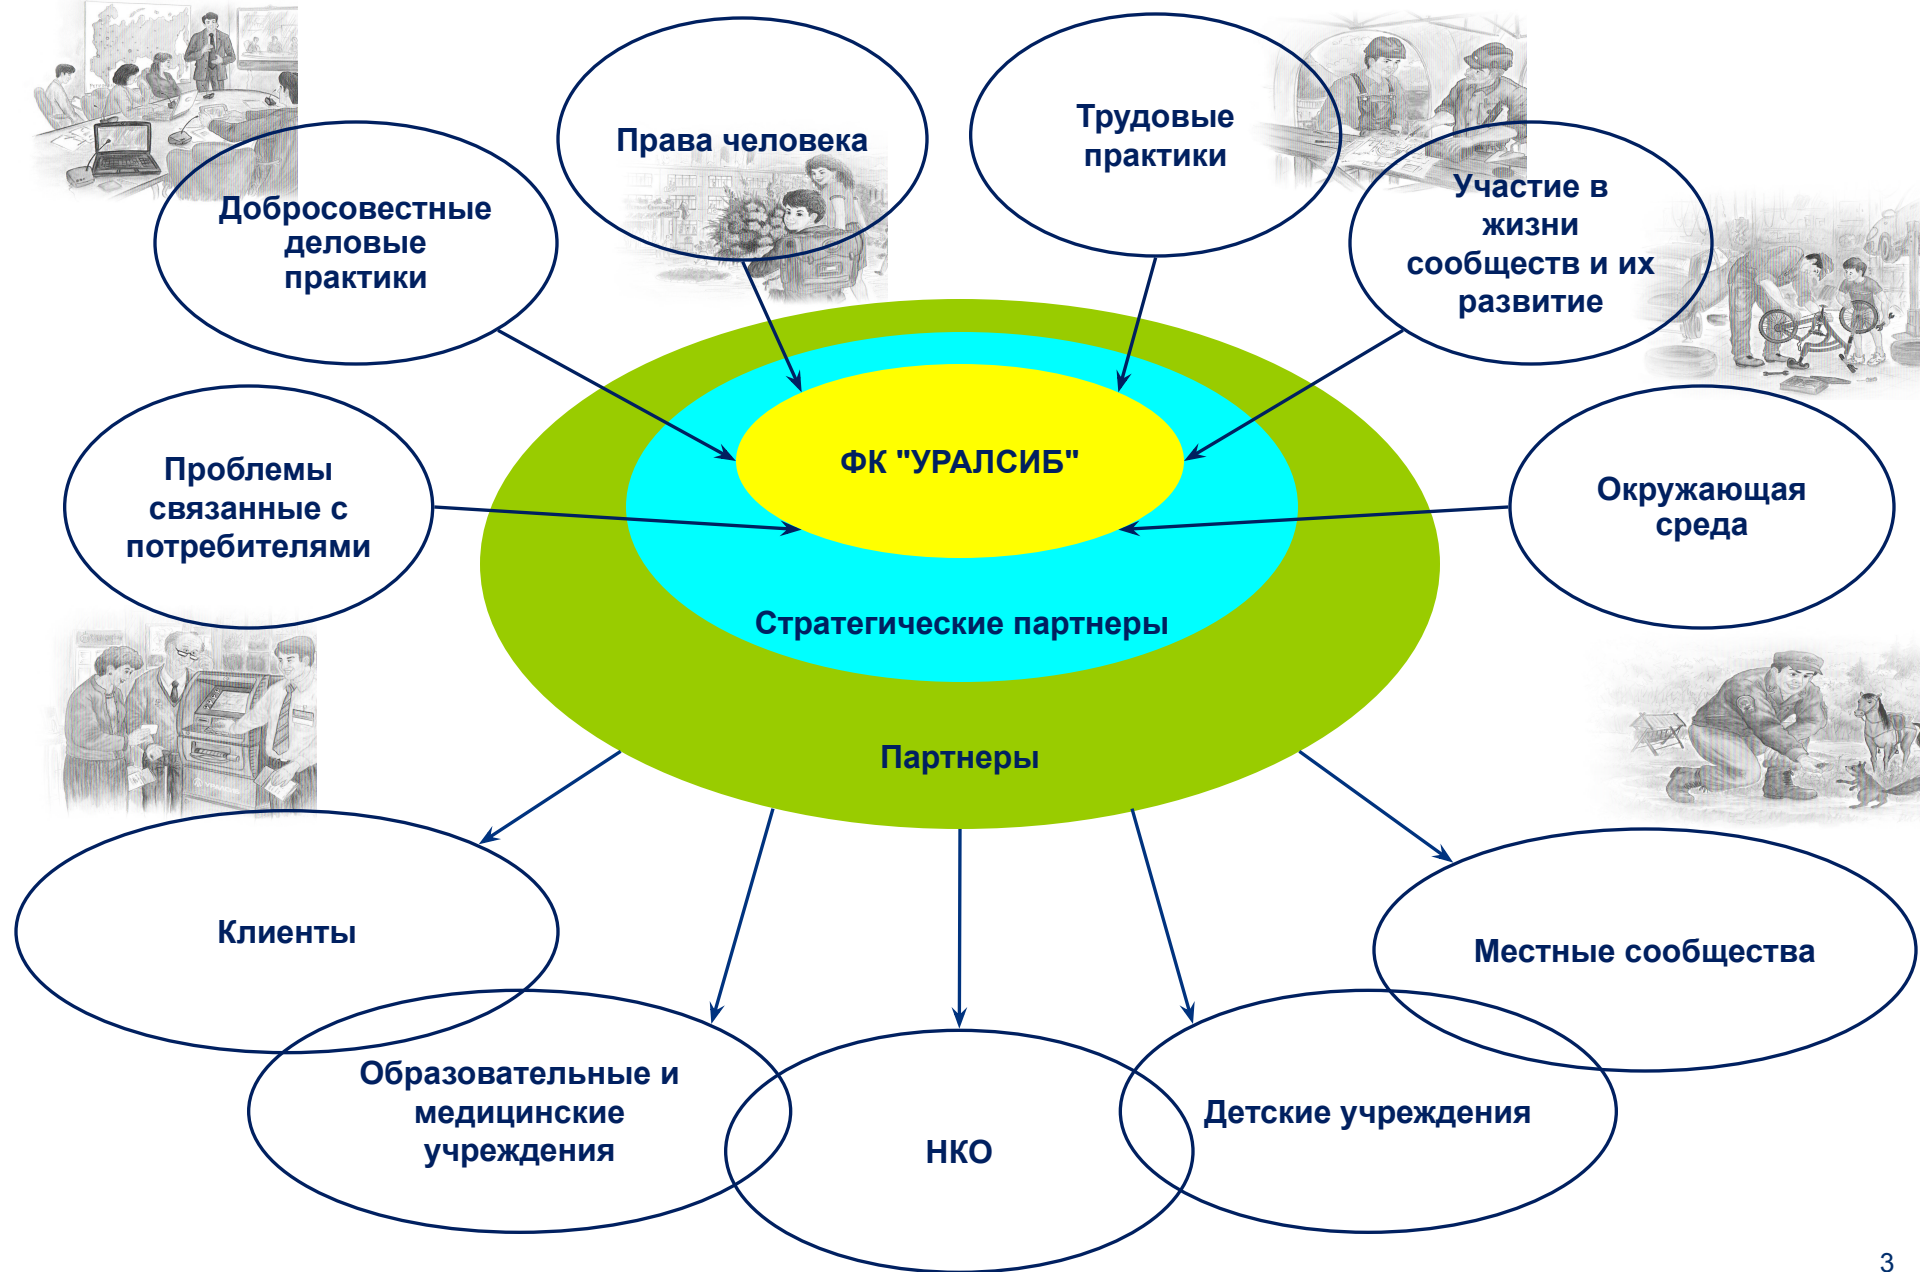 Права человека
Трудовые
практики
Добросовестные
деловые
практики
Участие в
жизни
сообществ и их
развитие
Проблемы
связанные с
потребителями
ФК "УРАЛСИБ"
Окружающая
среда
Стратегические партнеры
Партнеры
Клиенты
Местные сообщества
Образовательные и
медицинские
учреждения
НКО
Детские учреждения
3